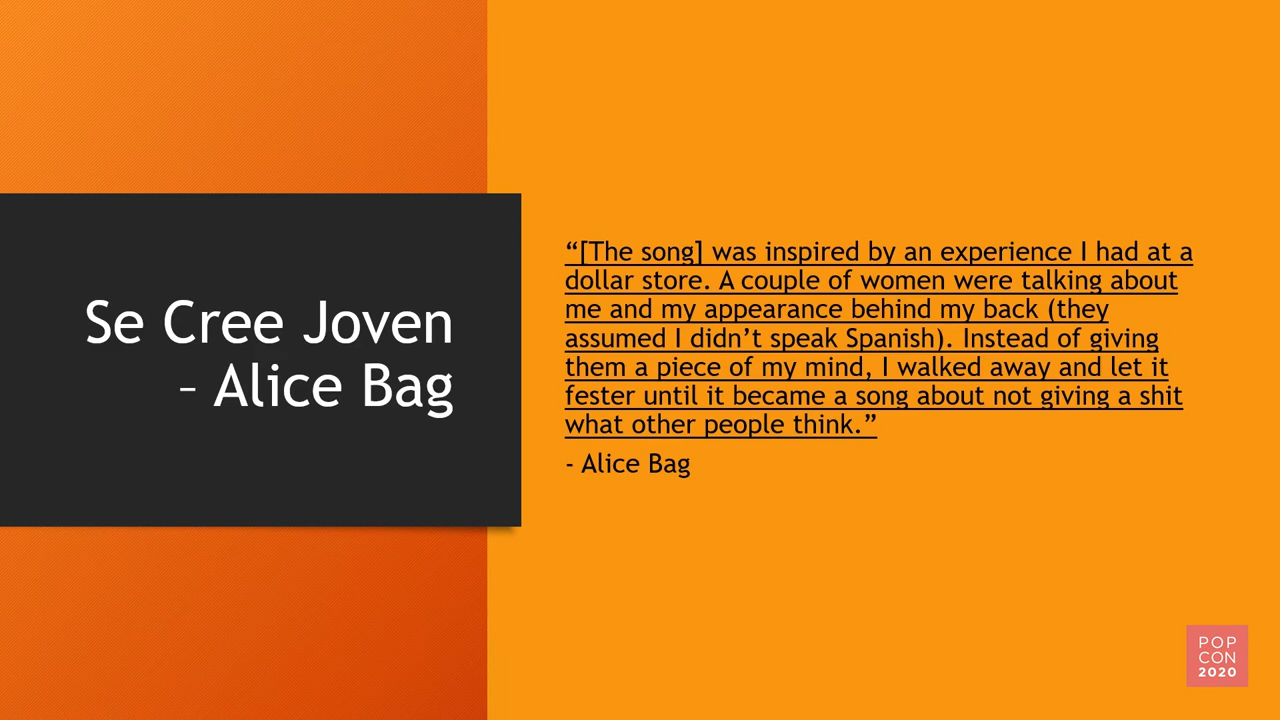 Se Cree Joven
– Alice Bag
“[The song] was inspired by an experience I had at a
dollar store. A couple of women were talking about
me and my appearance behind my back (they
assumed I didn’t speak Spanish). Instead of giving
them a piece of my mind, I walked away and let it
fester until it became a song about not giving a shit
what other people think.”
- Alice Bag
POP
CON
2020